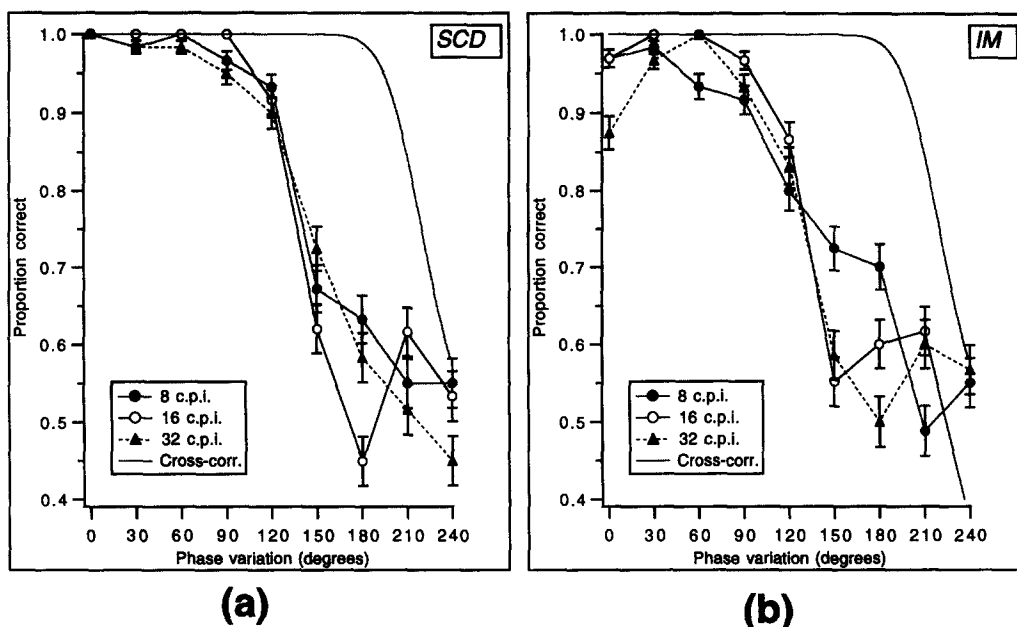 SCD
1.0
0.9
0.8
0.7
0.6
0.5
0.4
Proportion correct
8 c.p.i.
16 c.p.i.
32 c.p.i.
Cross-corr.
0 30 60 90 120 150 180 210 240
Phase variation (degrees)
(a)
IM
1.0
0.9
0.8
0.7
0.6
0.5
0.4
Proportion correct
8 c.p.i.
16 c.p.i.
32 c.p.i.
Cross-corr.
0 30 60 90 120 150 180 210 240
Phase variation (degrees)
(b)